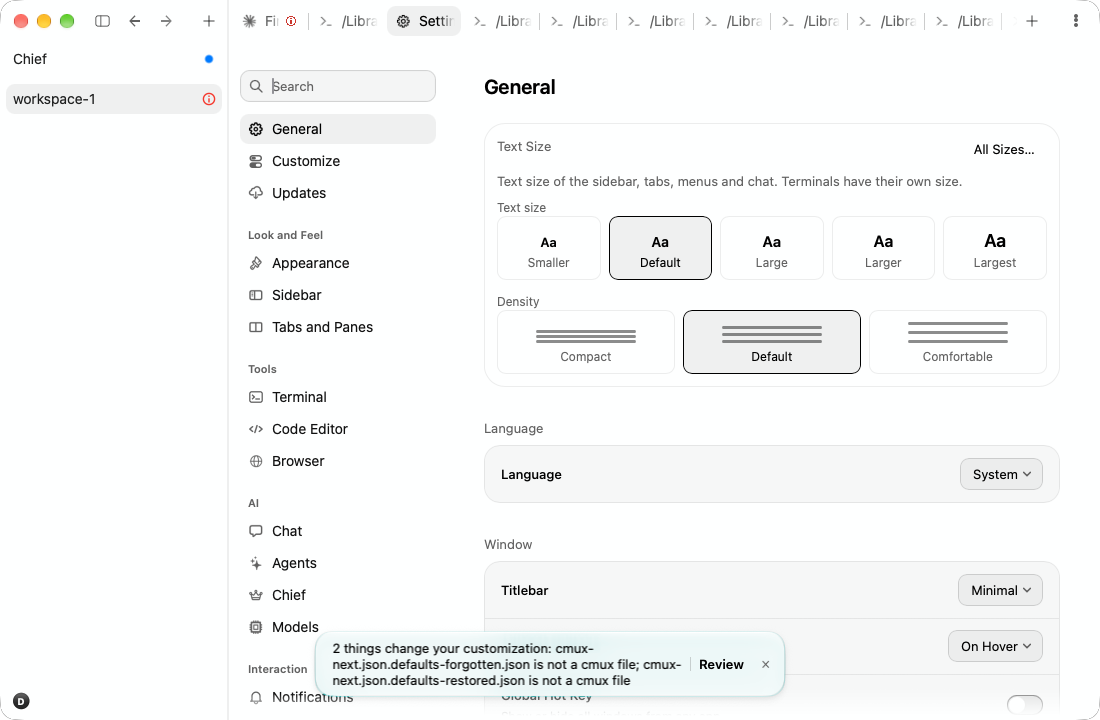 Fi
/Libra
Settin
/Libra
/Libra
/Libra
/Libra
/Libra
/Libra
/Libra
Chief
workspace-1
Search
General
Customize
Updates
Look and Feel
Appearance
Sidebar
Tabs and Panes
Tools
Terminal
Code Editor
Browser
AI
Chat
Agents
Chief
Models
Interaction
Notifications
D
General
Text Size
All Sizes...
Text size of the sidebar, tabs, menus and chat. Terminals have their own size.
Text size
Aa Aa Aa Aa Aa
Smaller Default Large Larger Largest
Density
Compact Default Comfortable
Language
Language System
Window
Titlebar Minimal
On Hover
Global Hot Key
2 things change your customization: cmux-
next.json.defaults-forgotten.json is not a cmux file; cmux-
next.json.defaults-restored.json is not a cmux file
Review